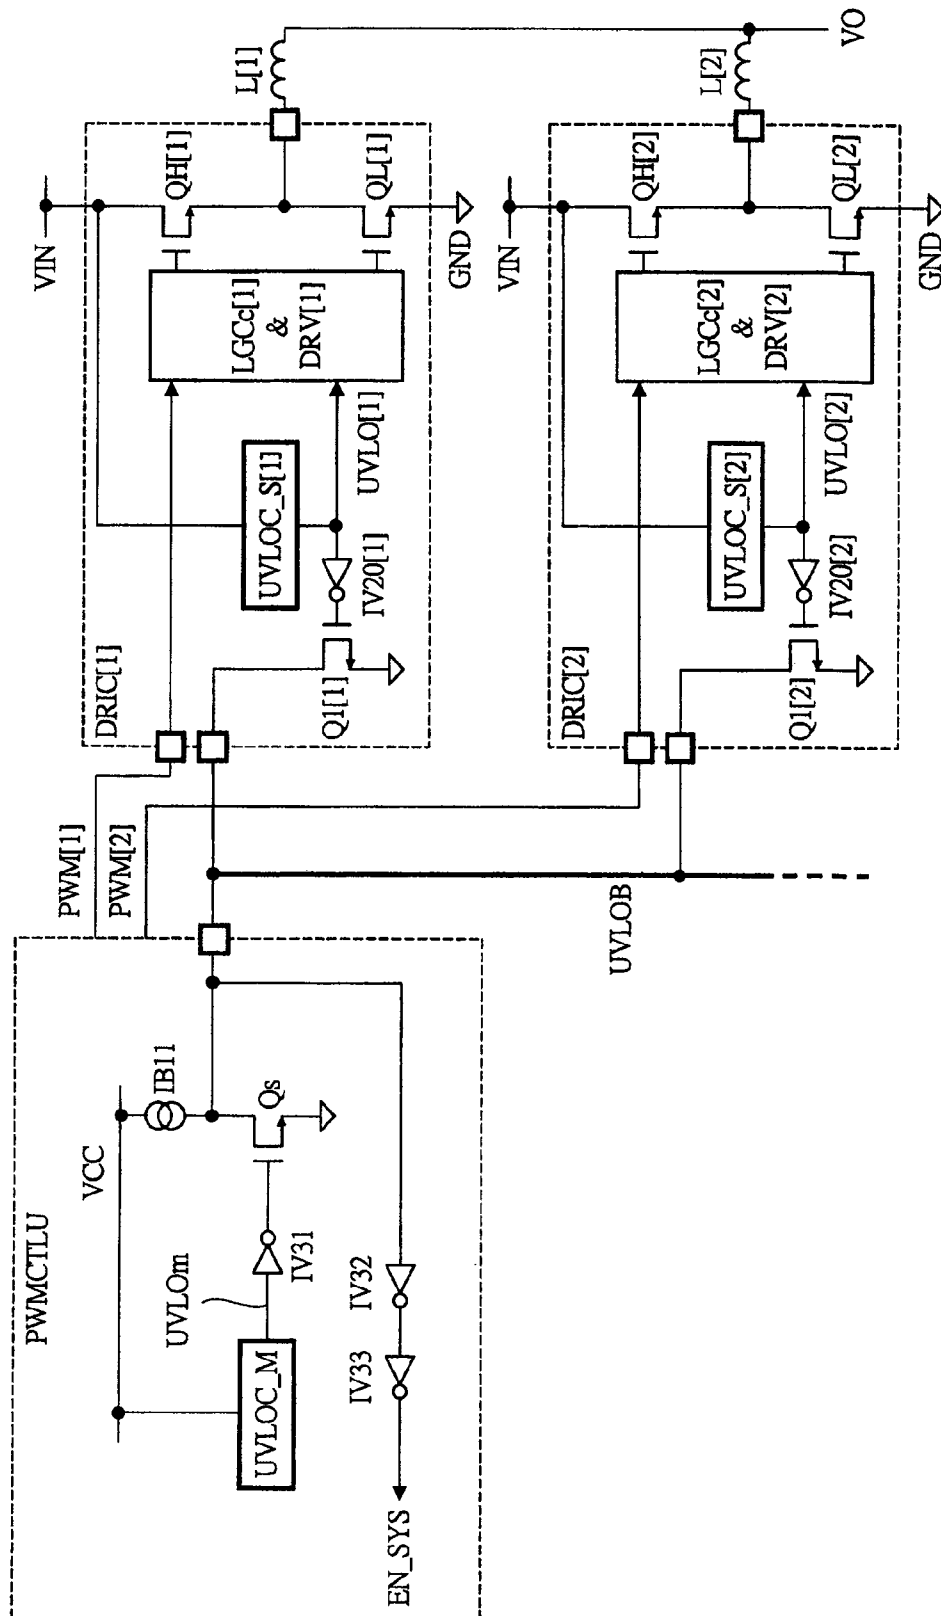 PWMCTLU
VCC
IB11
UVLOm
UVLOC_M
IV31
Qs
IV33
IV32
EN_SYS
PWM[1]
PWM[2]
UVLOB
DRIC[1]
VIN
UVLOC_S[1]
LGCc[1]
&
DRV[1]
QH[1]
QL[1]
L[1]
UVLO[1]
IV20[1]
Q1[1]
GND
DRIC[2]
VIN
UVLOC_S[2]
LGCc[2]
&
DRV[2]
QH[2]
QL[2]
L[2]
UVLO[2]
IV20[2]
Q1[2]
GND
VO